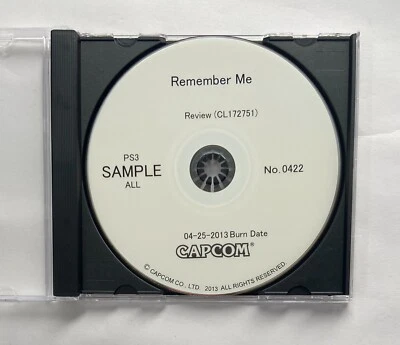 Remember Me
Review (CL172751)
PS3
SAMPLE
ALL
No.0422
04-25-2013 Burn Date
CAPCOM®
© CAPCOM CO., LTD. 2013 ALL RIGHTS RESERVED.